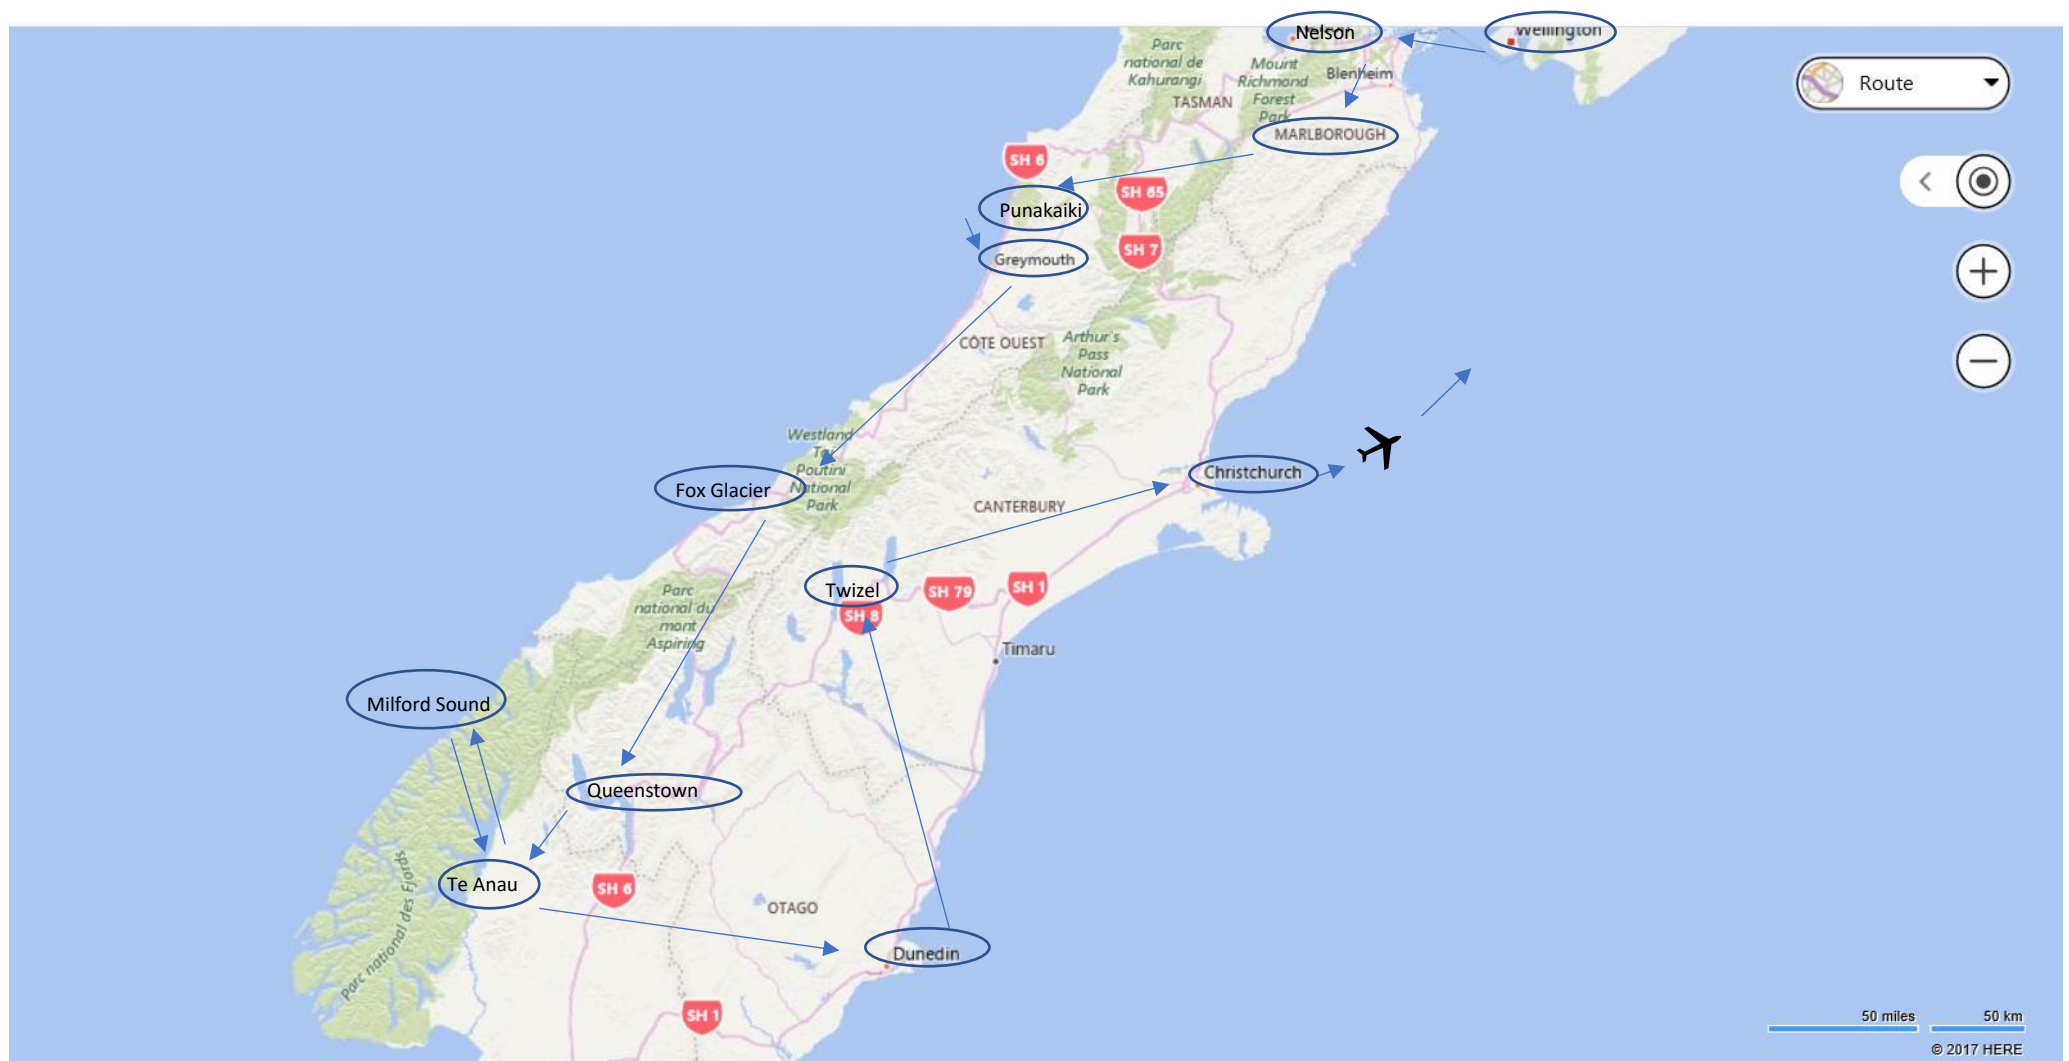 Nelson
Wellington
Parc
national de
Kahurangi
Mount
Richmond
Forest
Park
Blenheim
TASMAN
MARLBOROUGH
Route
SH 6
SH 65
Punakaiki
SH 7
Greymouth
CÔTE OUEST
Arthur's
Pass
National
Park
Westland
Tai
Poutini
National
Park
Fox Glacier
Christchurch
CANTERBURY
Twizel
SH 79
SH 1
SH 8
Parc
national du
mont
Aspiring
Timaru
Milford Sound
Queenstown
Te Anau
SH 6
OTAGO
Parc national des Fjords
Dunedin
SH 1
50 miles
50 km
© 2017 HERE